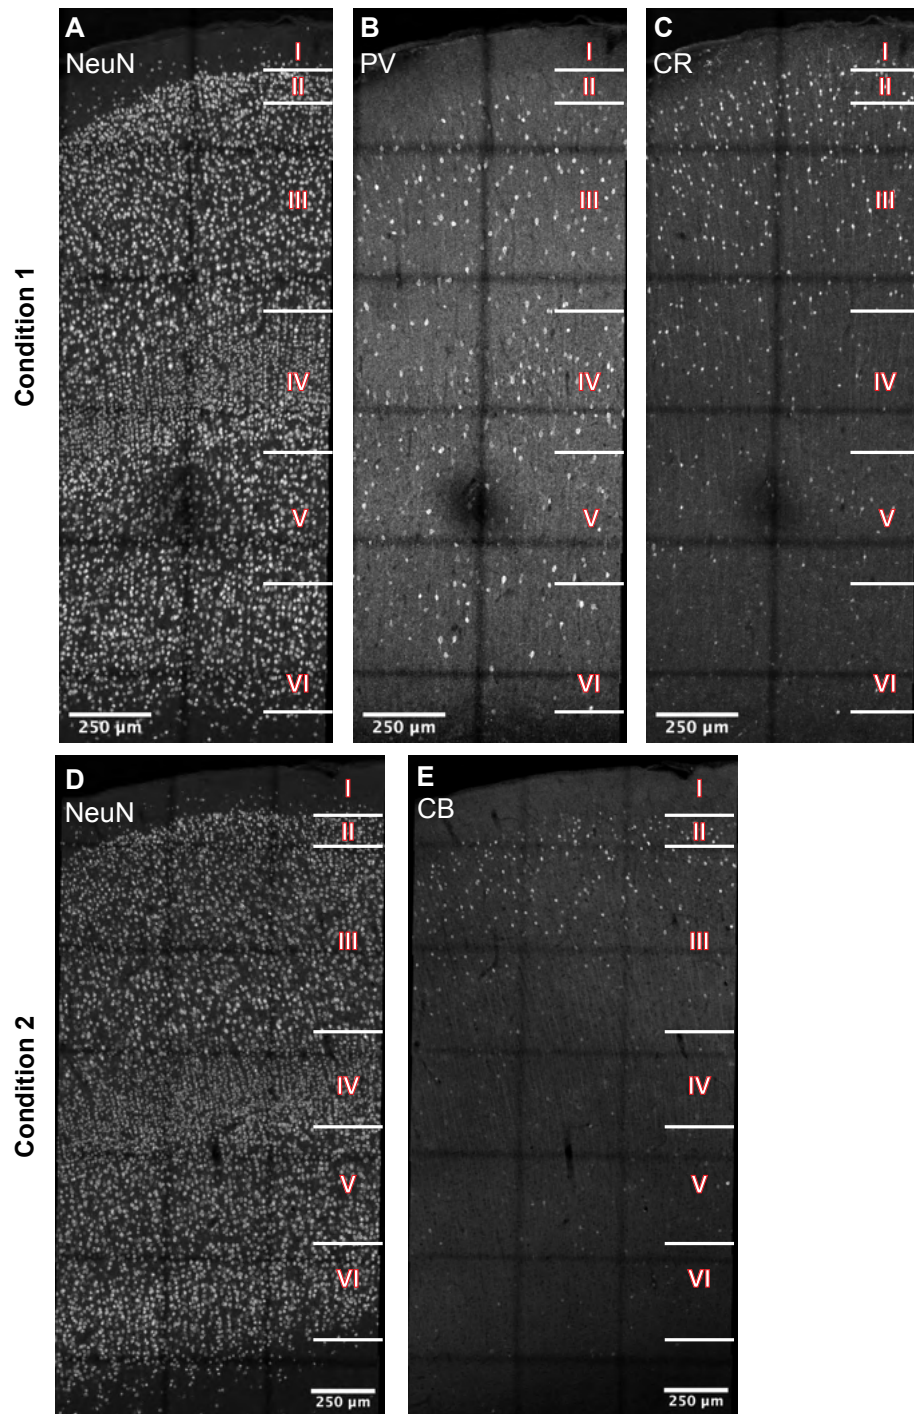 A
NeuN
I
II
III
IV
V
VI
250 µm
B
PV
I
II
III
IV
V
VI
250 µm
C
CR
I
II
III
IV
V
VI
250 µm
Condition 1
D
NeuN
I
II
III
IV
V
VI
250 µm
E
CB
I
II
III
IV
V
VI
250 µm
Condition 2